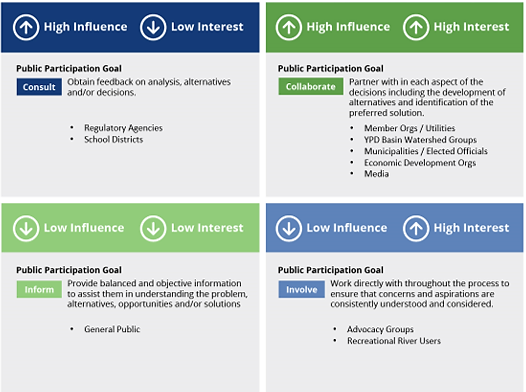 High Influence Low Interest
Public Participation Goal
Consult
Obtain feedback on analysis, alternatives
and/or decisions.
• Regulatory Agencies
• School Districts
High Influence High Interest
Public Participation Goal
Collaborate
Partner with in each aspect of the
decisions including the development of
alternatives and identification of the
preferred solution.
• Member Orgs / Utilities
• YPD Basin Watershed Groups
• Municipalities / Elected Officials
• Economic Development Orgs
• Media
Low Influence Low Interest
Public Participation Goal
Inform
Provide balanced and objective information
to assist them in understanding the problem,
alternatives, opportunities and/or solutions
• General Public
Low Influence High Interest
Public Participation Goal
Involve
Work directly with throughout the process to
ensure that concerns and aspirations are
consistently understood and considered.
• Advocacy Groups
• Recreational River Users